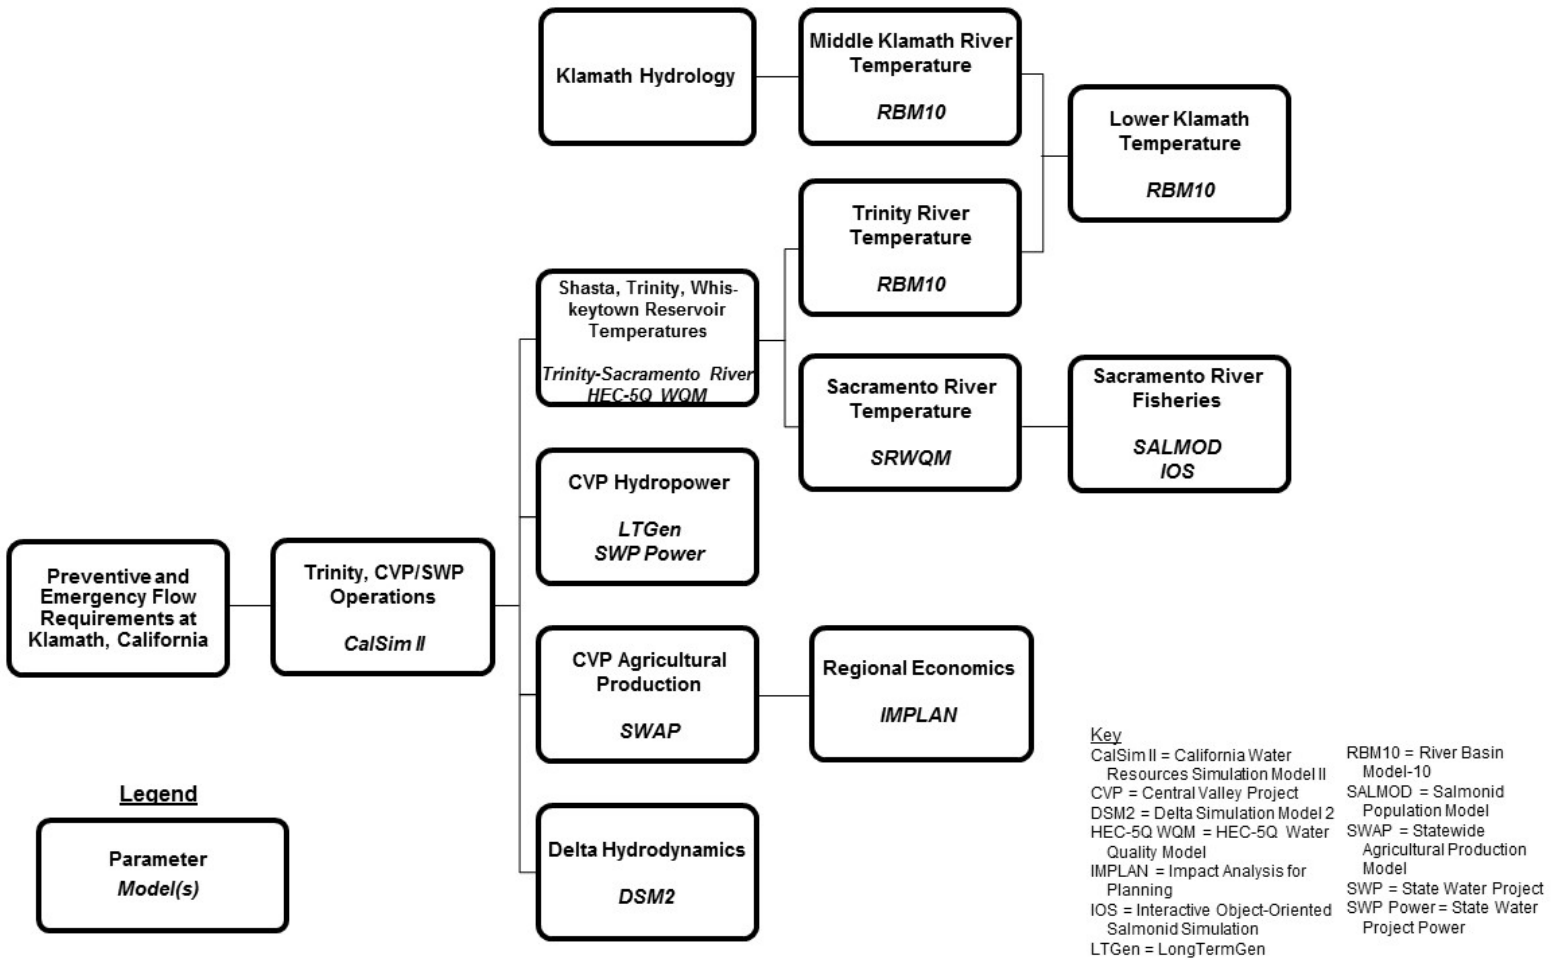 Klamath Hydrology
Middle Klamath River
Temperature
RBM10
Lower Klamath
Temperature
RBM10
Trinity River
Temperature
RBM10
Shasta, Trinity, Whis-
keytown Reservoir
Temperatures
Trinity-Sacramento River
HEC-5Q WQM
Sacramento River
Temperature
SRWQM
Sacramento River
Fisheries
SALMOD
IOS
CVP Hydropower
LTGen
SWP Power
Preventive and
Emergency Flow
Requirements at
Klamath, California
Trinity, CVP/SWP
Operations
CalSim II
CVP Agricultural
Production
SWAP
Regional Economics
IMPLAN
Delta Hydrodynamics
DSM2
Legend
Parameter
Model(s)
Key
CalSim II = California Water
Resources Simulation Model II
CVP = Central Valley Project
DSM2 = Delta Simulation Model 2
HEC-5Q WQM = HEC-5Q Water
Quality Model
IMPLAN = Impact Analysis for
Planning
IOS = Interactive Object-Oriented
Salmonid Simulation
LTGen = LongTermGen
RBM10 = River Basin
Model-10
SALMOD = Salmonid
Population Model
SWAP = Statewide
Agricultural Production
Model
SWP = State Water Project
SWP Power = State Water
Project Power